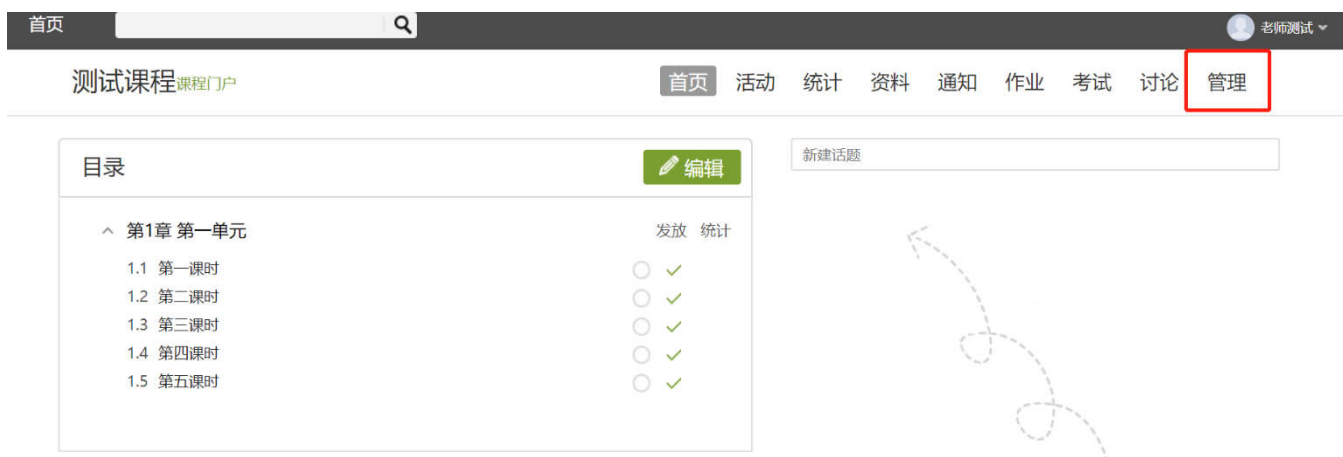 首页 老师测试
测试课程课程门户 首页 活动 统计 资料 通知 作业 考试 讨论 管理
目录 编辑 新建话题
第1章 第一单元 发放 统计
1.1 第一课时
1.2 第二课时
1.3 第三课时
1.4 第四课时
1.5 第五课时